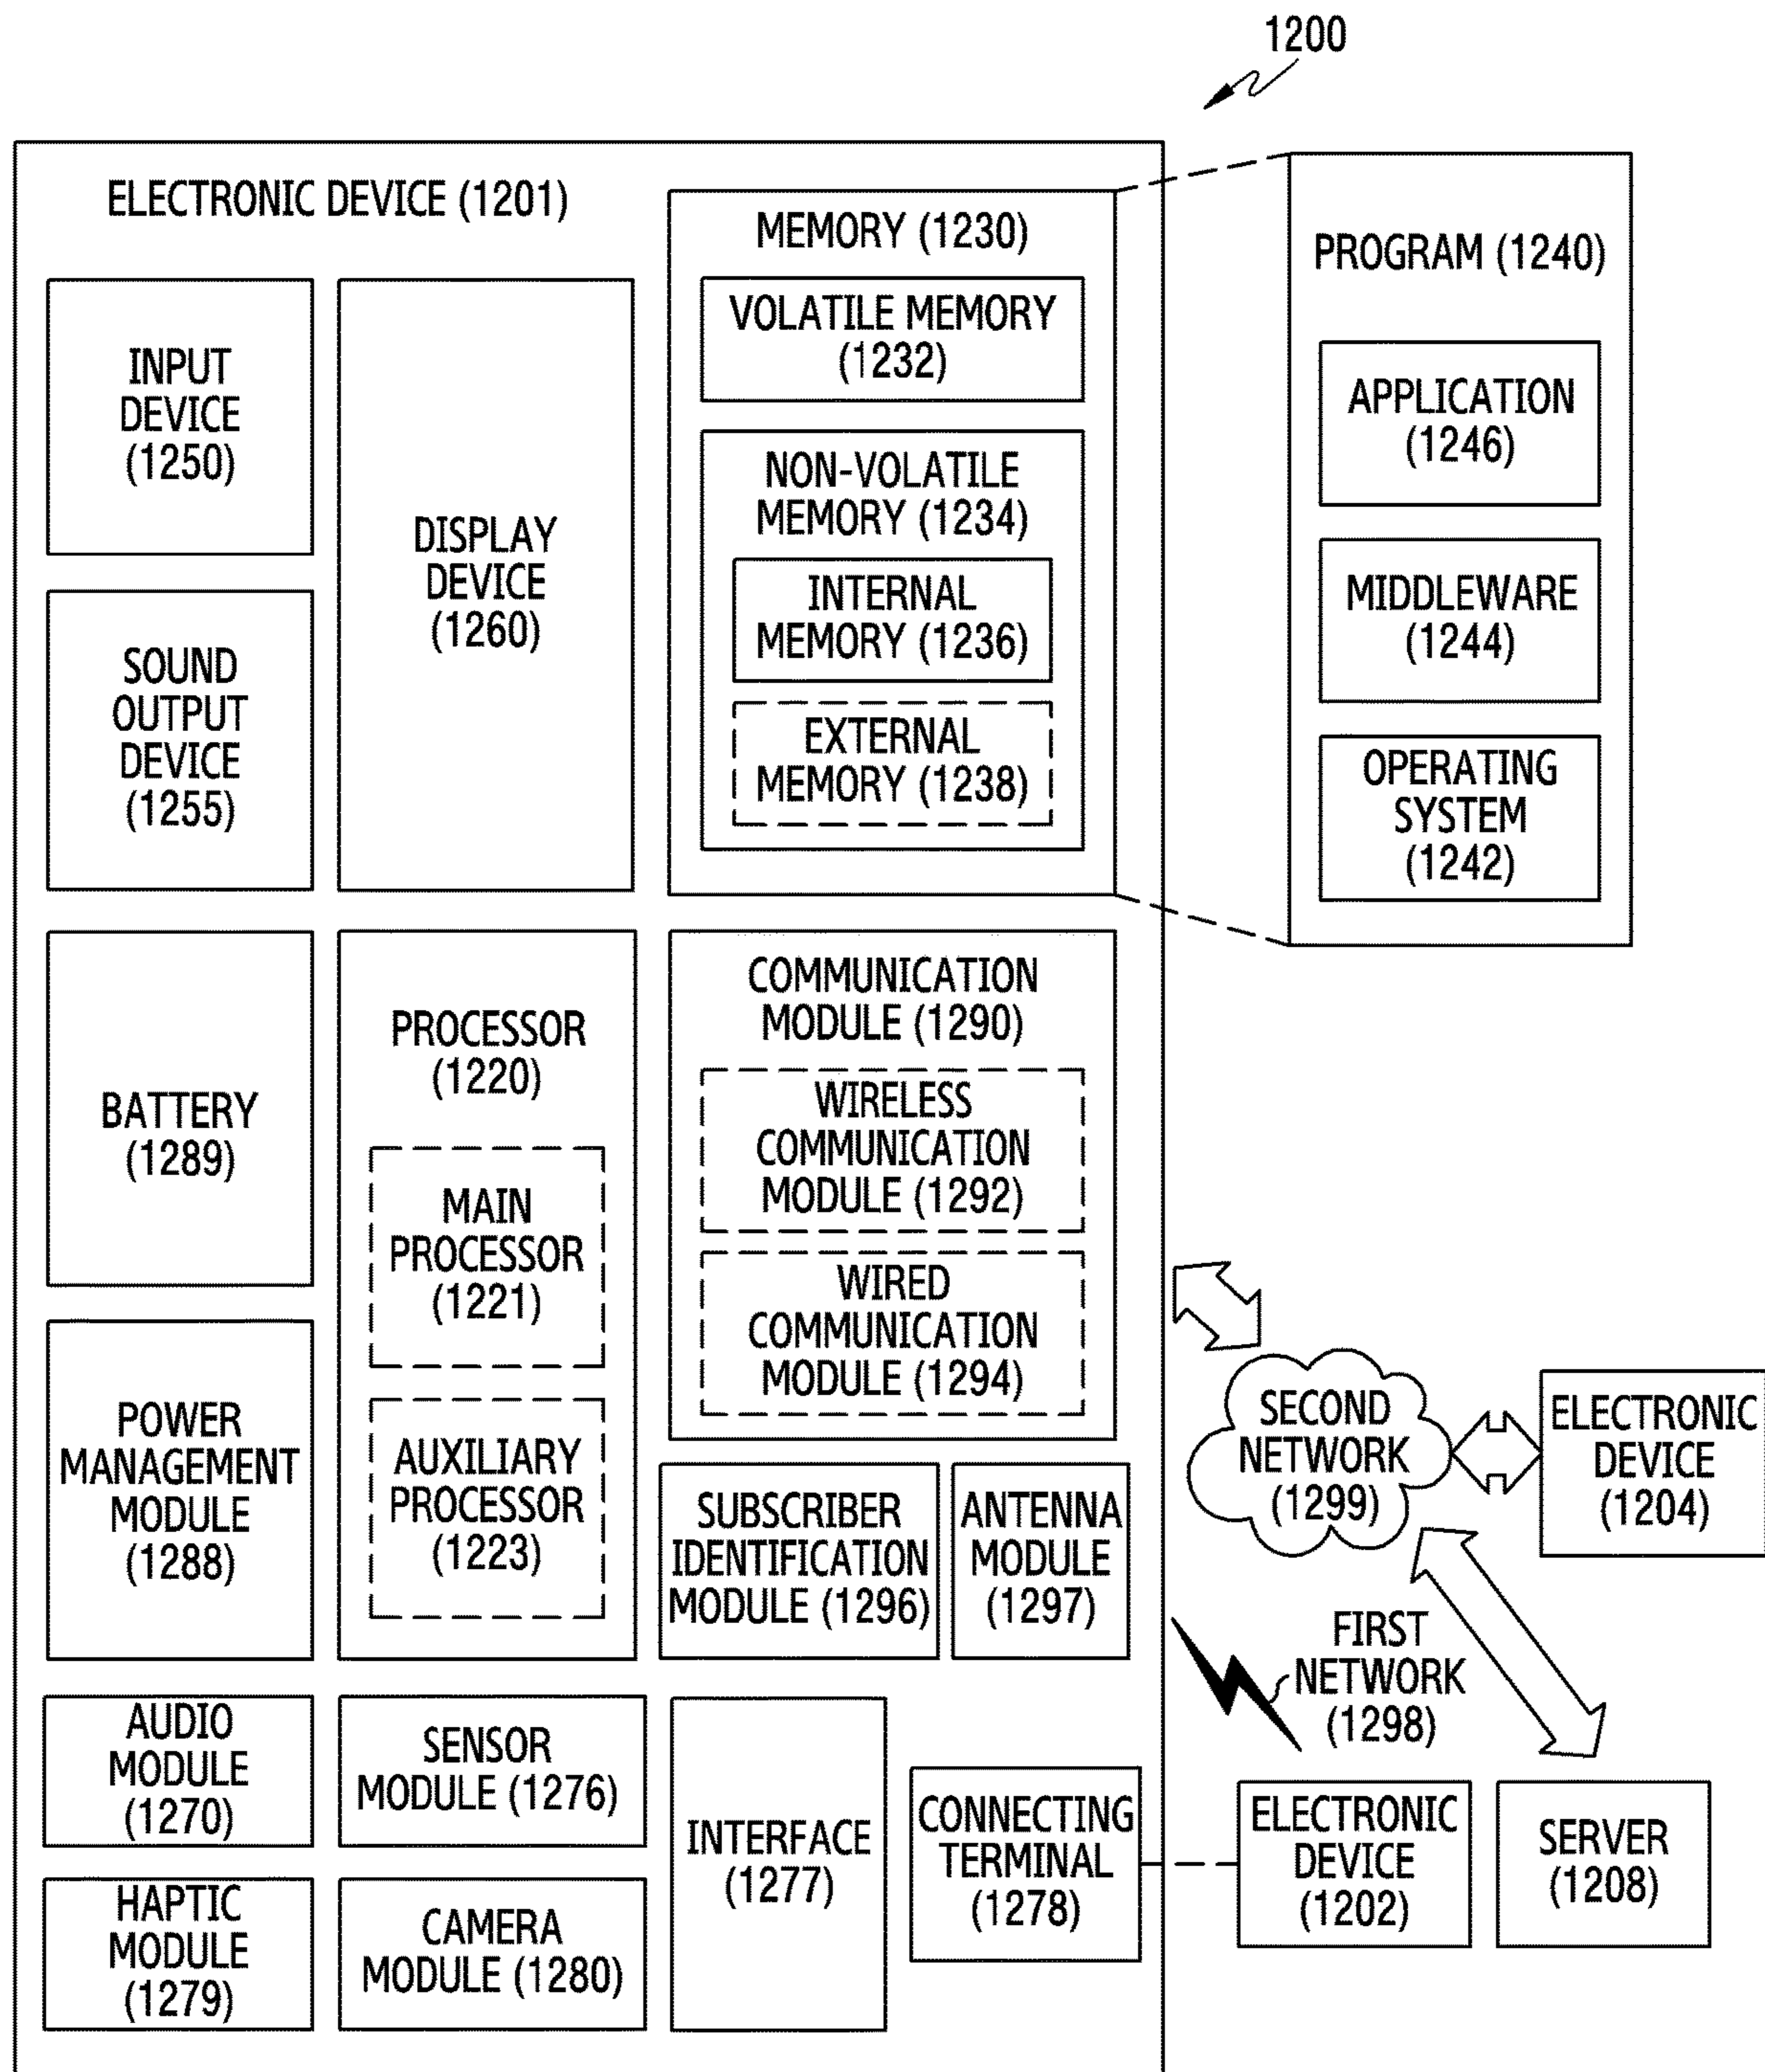 1200
ELECTRONIC DEVICE (1201)
INPUT
DEVICE
(1250)
SOUND
OUTPUT
DEVICE
(1255)
DISPLAY
DEVICE
(1260)
MEMORY (1230)
VOLATILE MEMORY
(1232)
NON-VOLATILE
MEMORY (1234)
INTERNAL
MEMORY (1236)
EXTERNAL
MEMORY (1238)
PROGRAM (1240)
APPLICATION
(1246)
MIDDLEWARE
(1244)
OPERATING
SYSTEM
(1242)
BATTERY
(1289)
POWER
MANAGEMENT
MODULE
(1288)
PROCESSOR
(1220)
MAIN
PROCESSOR
(1221)
AUXILIARY
PROCESSOR
(1223)
COMMUNICATION
MODULE (1290)
WIRELESS
COMMUNICATION
MODULE (1292)
WIRED
COMMUNICATION
MODULE (1294)
SUBSCRIBER
IDENTIFICATION
MODULE (1296)
ANTENNA
MODULE
(1297)
SECOND
NETWORK
(1299)
ELECTRONIC
DEVICE
(1204)
FIRST
NETWORK
(1298)
AUDIO
MODULE
(1270)
SENSOR
MODULE (1276)
INTERFACE
(1277)
CONNECTING
TERMINAL
(1278)
ELECTRONIC
DEVICE
(1202)
SERVER
(1208)
HAPTIC
MODULE
(1279)
CAMERA
MODULE (1280)